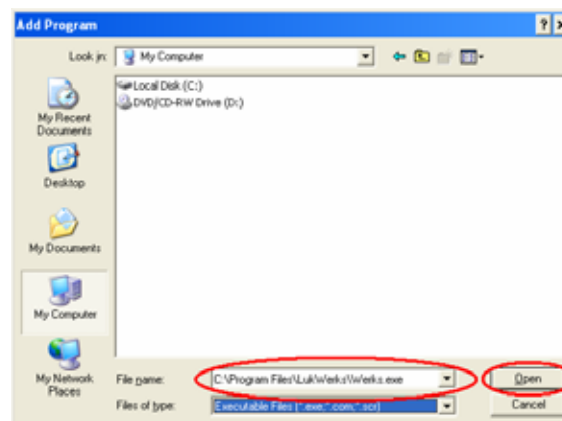 Add Program
Look in:
My Computer
Local Disk (C:)
DVD/CD-RW Drive (D:)
My Recent
Documents
Desktop
My Documents
My Computer
My Network
Places
File name:
C:\Program Files\LukWerks\Werks.exe
Open
Files of type:
Executable Files (*.exe;*.com;*.scr)
Cancel